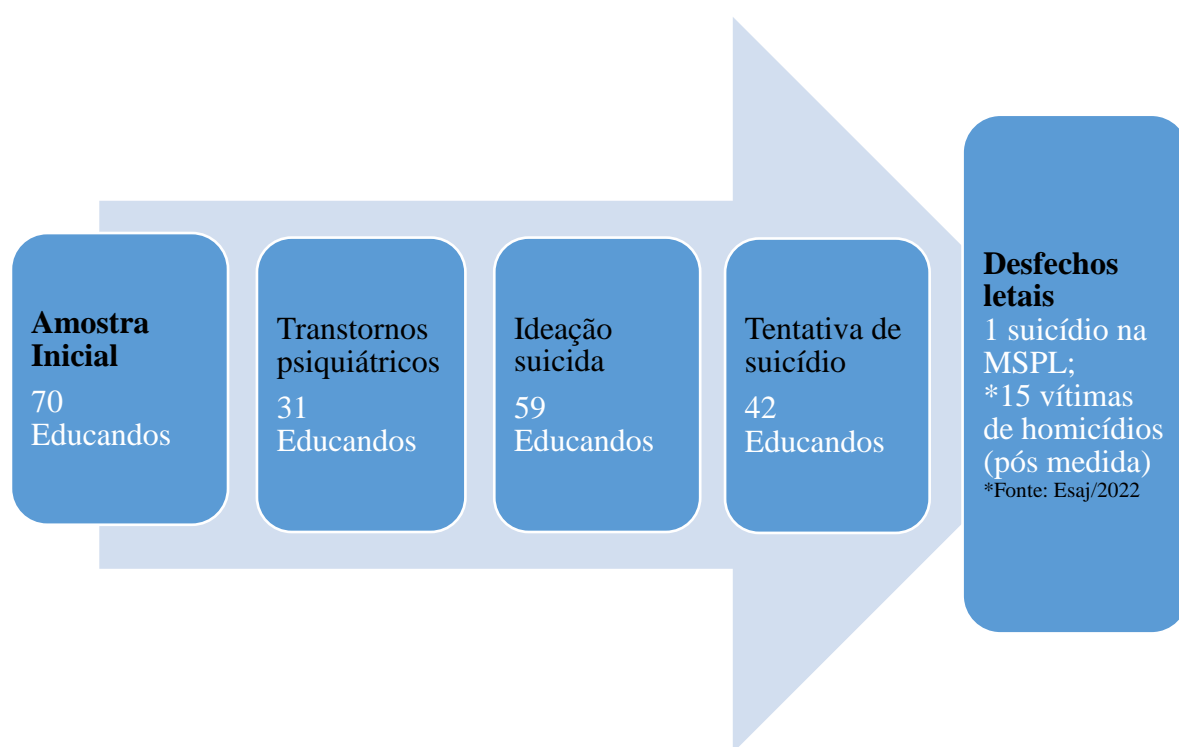 Amostra
Inicial
70
Educandos
Transtornos
psiquiátricos
31
Educandos
Ideação
suicida
59
Educandos
Tentativa de
suicídio
42
Educandos
Desfechos
letais
1 suicídio na
MSPL;
*15 vítimas
de homicídios
(pós medida)
*Fonte: Esaj/2022